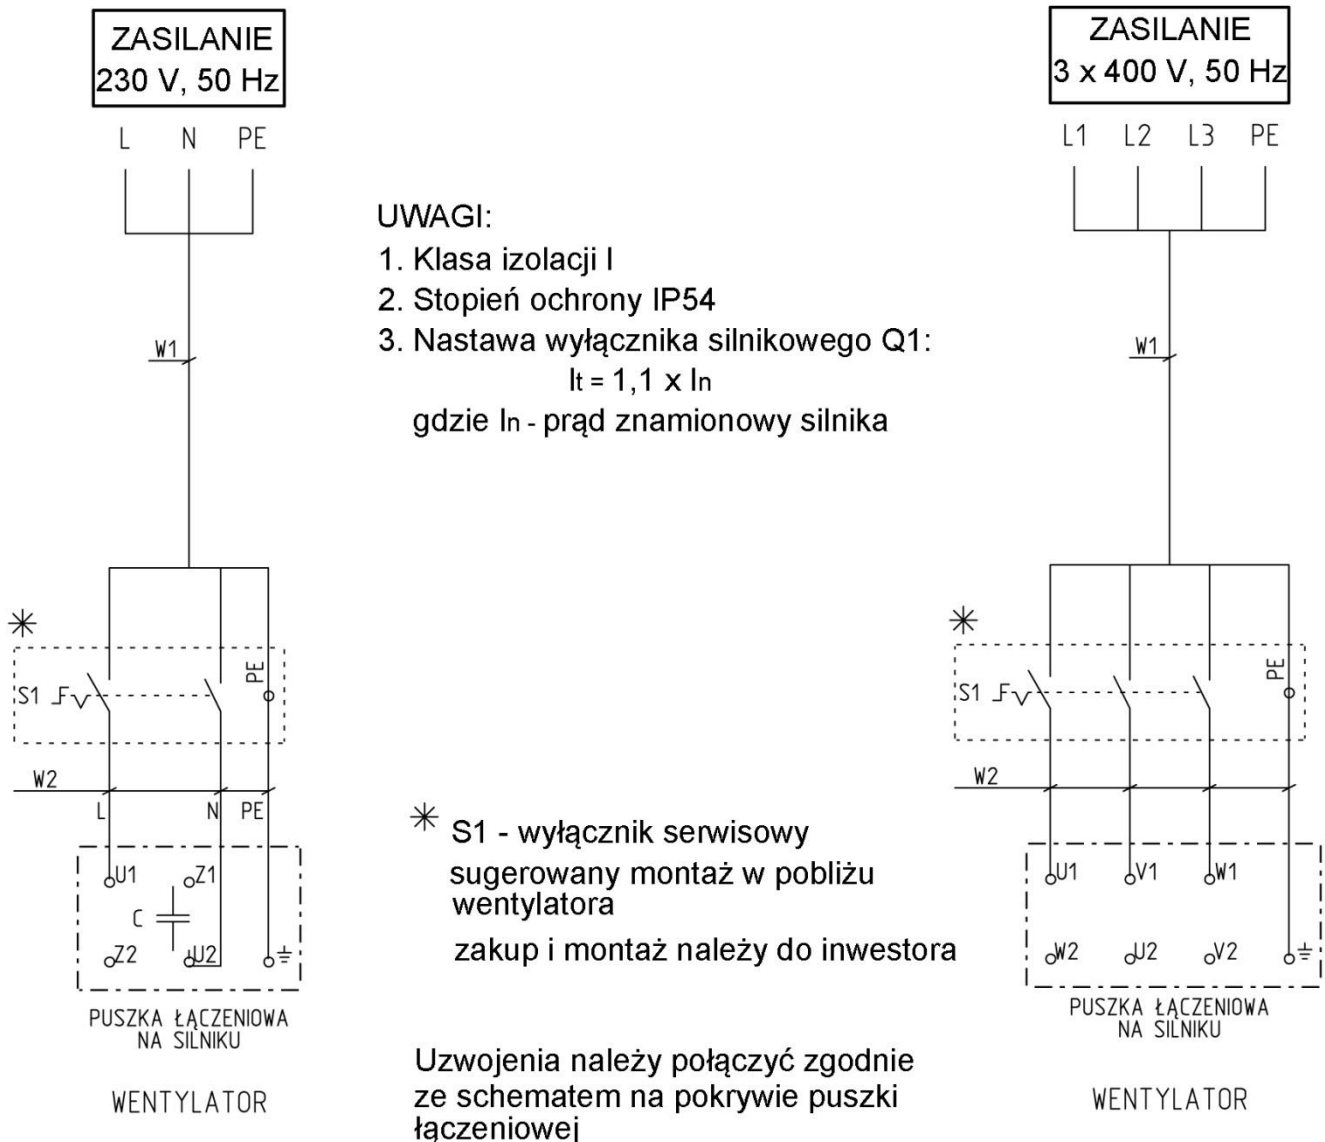 ZASILANIE
230 V, 50 Hz
L N PE
W1
S1
PE
W2
L N PE
U1 Z1
C
Z2 U2
PUSZKA ŁĄCZENIOWA
NA SILNIKU
WENTYLATOR
UWAGI:
1. Klasa izolacji I
2. Stopień ochrony IP54
3. Nastawa wyłącznika silnikowego Q1:
It = 1,1 x In
gdzie In - prąd znamionowy silnika
* S1 - wyłącznik serwisowy
sugerowany montaż w pobliżu
wentylatora
zakup i montaż należy do inwestora
Uzwojenia należy połączyć zgodnie
ze schematem na pokrywie puszki
łączeniowej
ZASILANIE
3 x 400 V, 50 Hz
L1 L2 L3 PE
W1
*
S1
PE
W2
U1 V1 W1
W2 U2 V2
PUSZKA ŁĄCZENIOWA
NA SILNIKU
WENTYLATOR